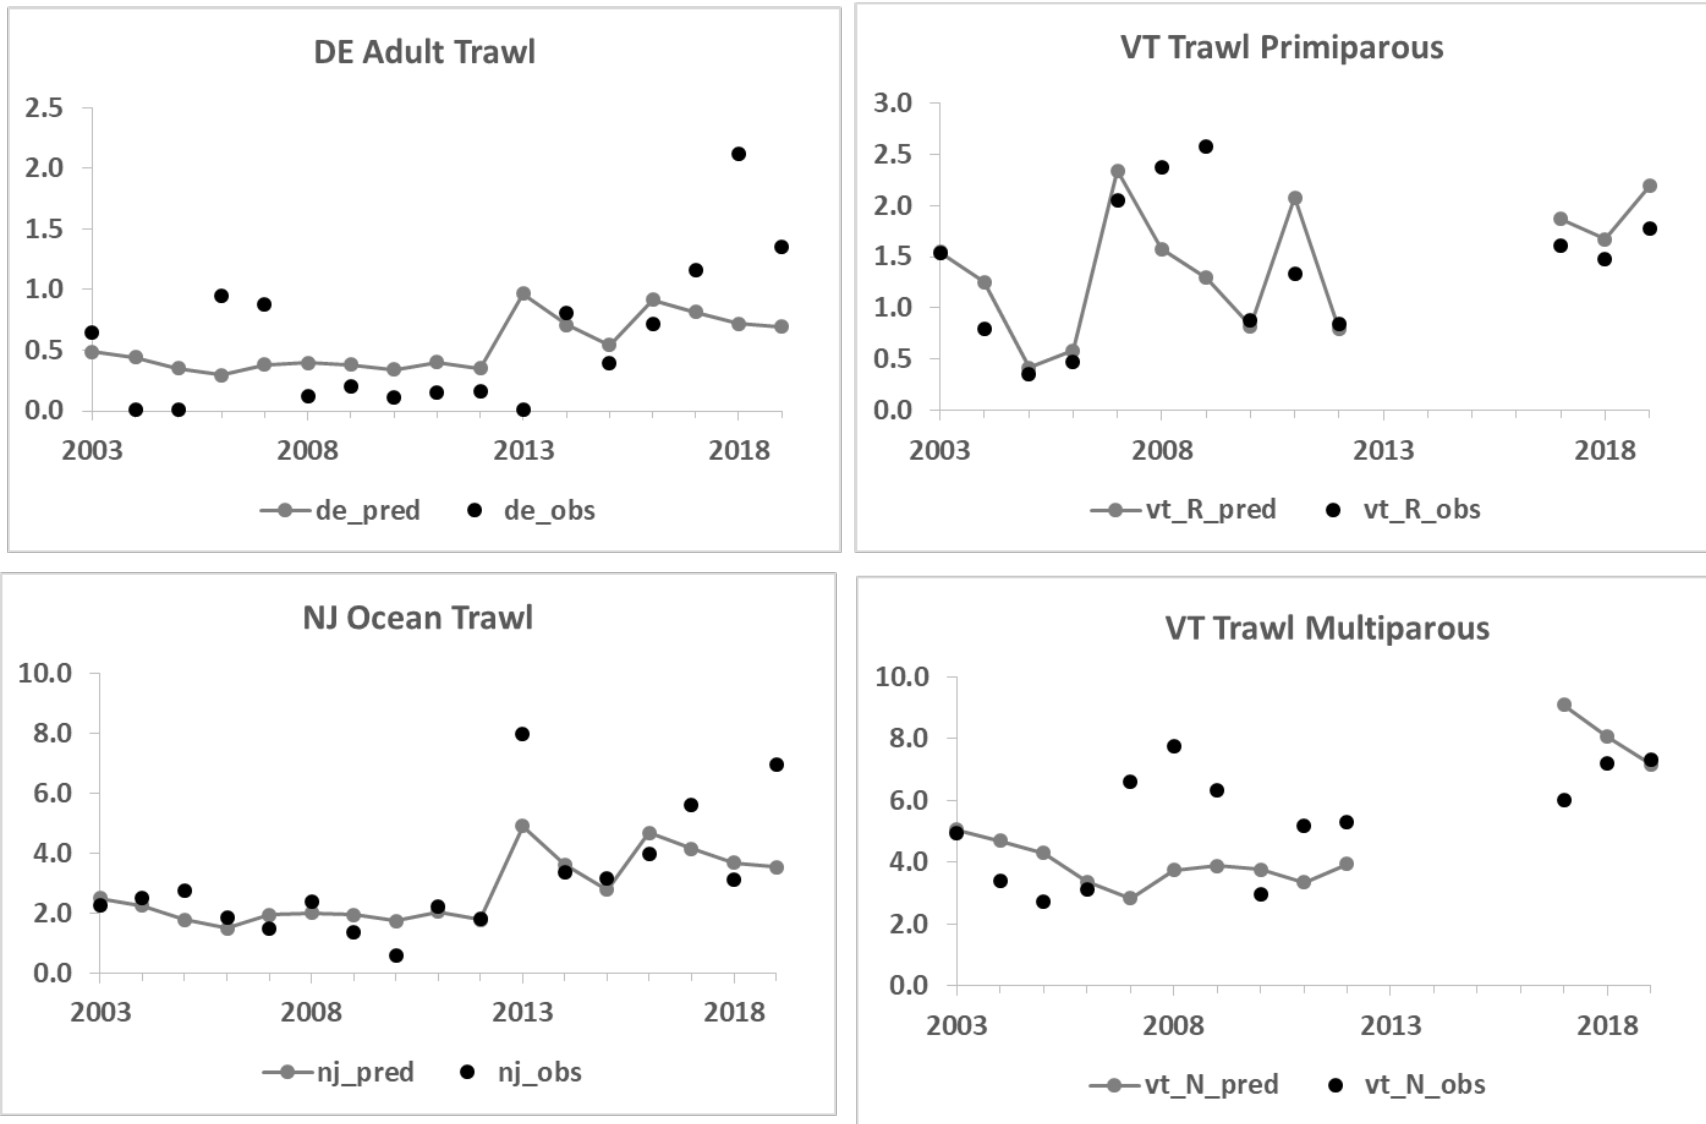 DE Adult Trawl
2.5
2.0
1.5
1.0
0.5
0.0
2003 2008 2013 2018
de_pred de_obs
VT Trawl Primiparous
3.0
2.5
2.0
1.5
1.0
0.5
0.0
2003 2008 2013 2018
vt_R_pred vt_R_obs
NJ Ocean Trawl
10.0
8.0
6.0
4.0
2.0
0.0
2003 2008 2013 2018
nj_pred nj_obs
VT Trawl Multiparous
10.0
8.0
6.0
4.0
2.0
0.0
2003 2008 2013 2018
vt_N_pred vt_N_obs